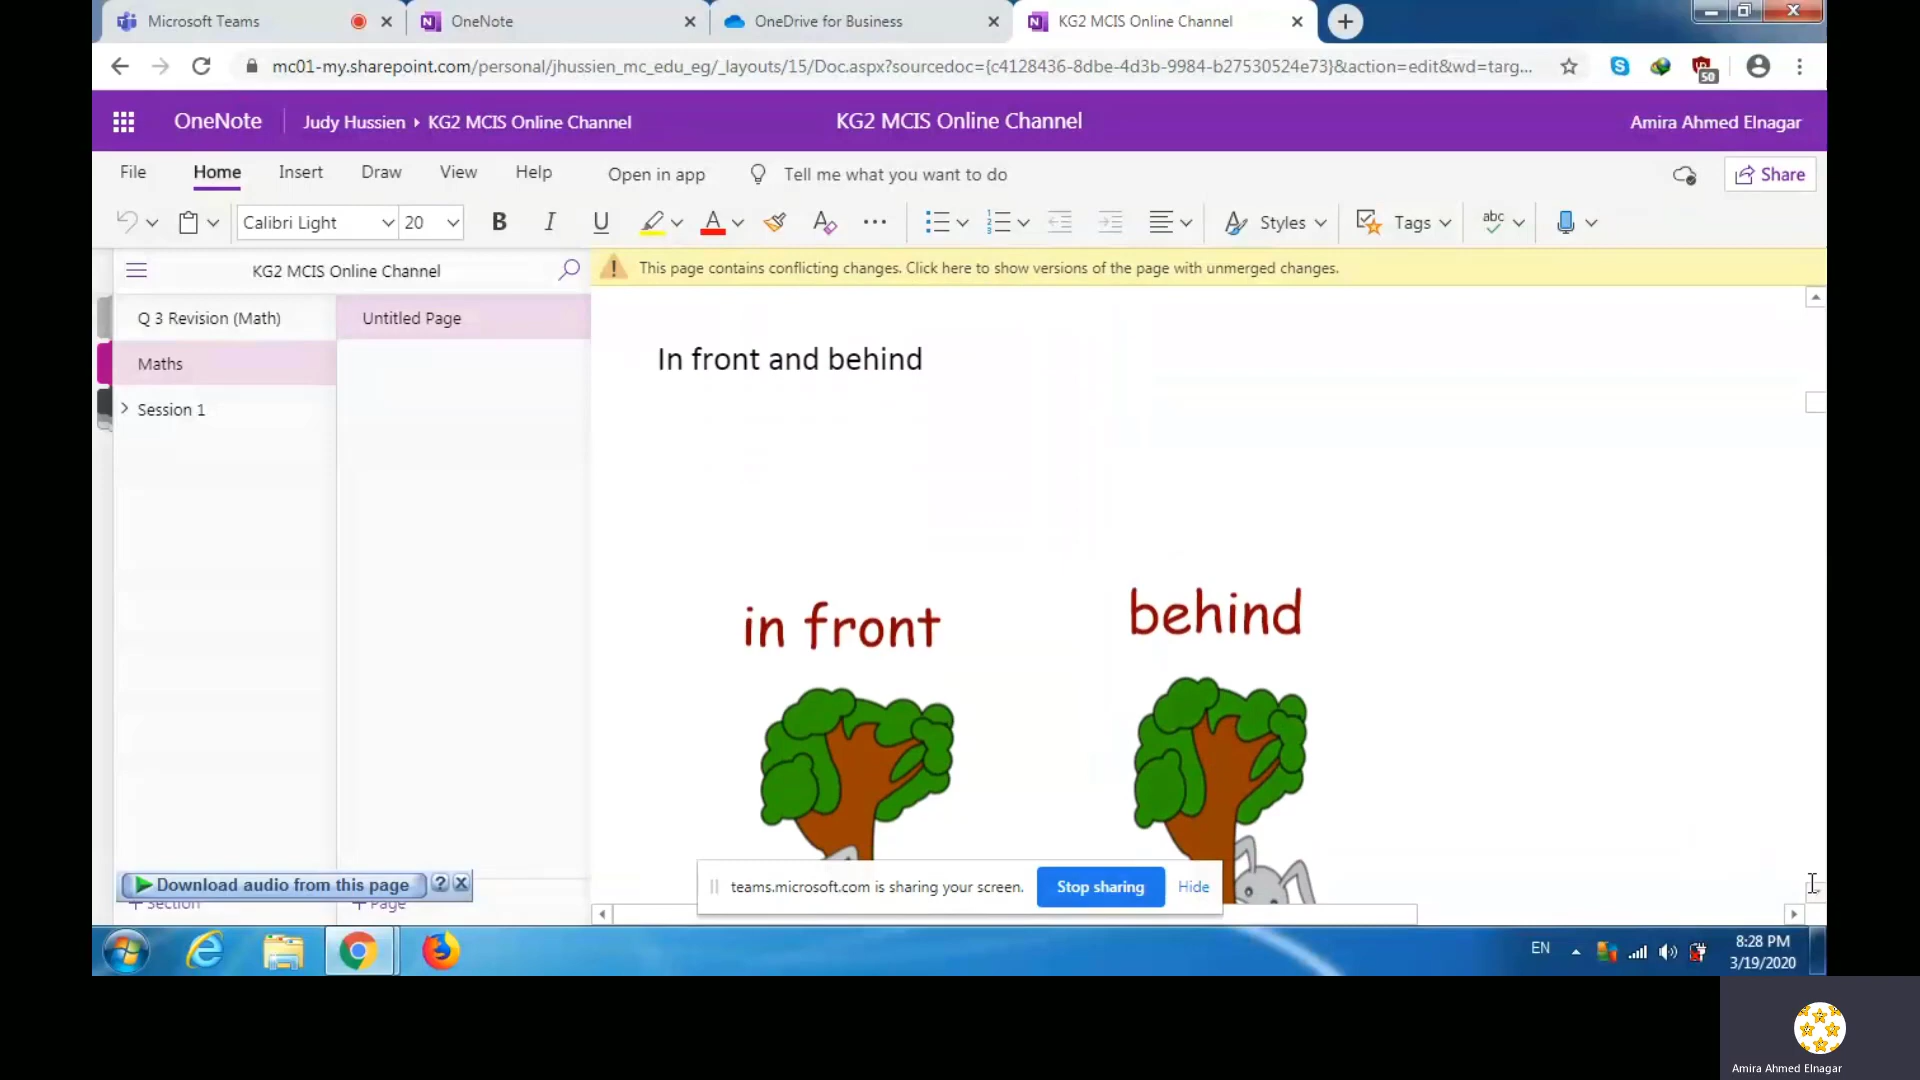 Microsoft Teams
OneNote
OneDrive for Business
KG2 MCIS Online Channel
mc01-my.sharepoint.com/personal/jhussien_mc_edu_eg/_layouts/15/Doc.aspx?sourcedoc={c4128436-8dbe-4d3b-9984-b27530524e73}&action=edit&wd=targ...
50
OneNote
Judy Hussien
KG2 MCIS Online Channel
KG2 MCIS Online Channel
Amira Ahmed Elnagar
File
Home
Insert
Draw
View
Help
Open in app
Tell me what you want to do
Share
Calibri Light
20
B
I
U
A
A
Styles
Tags
abc
KG2 MCIS Online Channel
This page contains conflicting changes. Click here to show versions of the page with unmerged changes.
Q 3 Revision (Math)
Untitled Page
Maths
Session 1
In front and behind
in front
behind
Download audio from this page
?
+ Section
+ Page
teams.microsoft.com is sharing your screen.
Stop sharing
Hide
EN
8:28 PM
3/19/2020
Amira Ahmed Elnagar